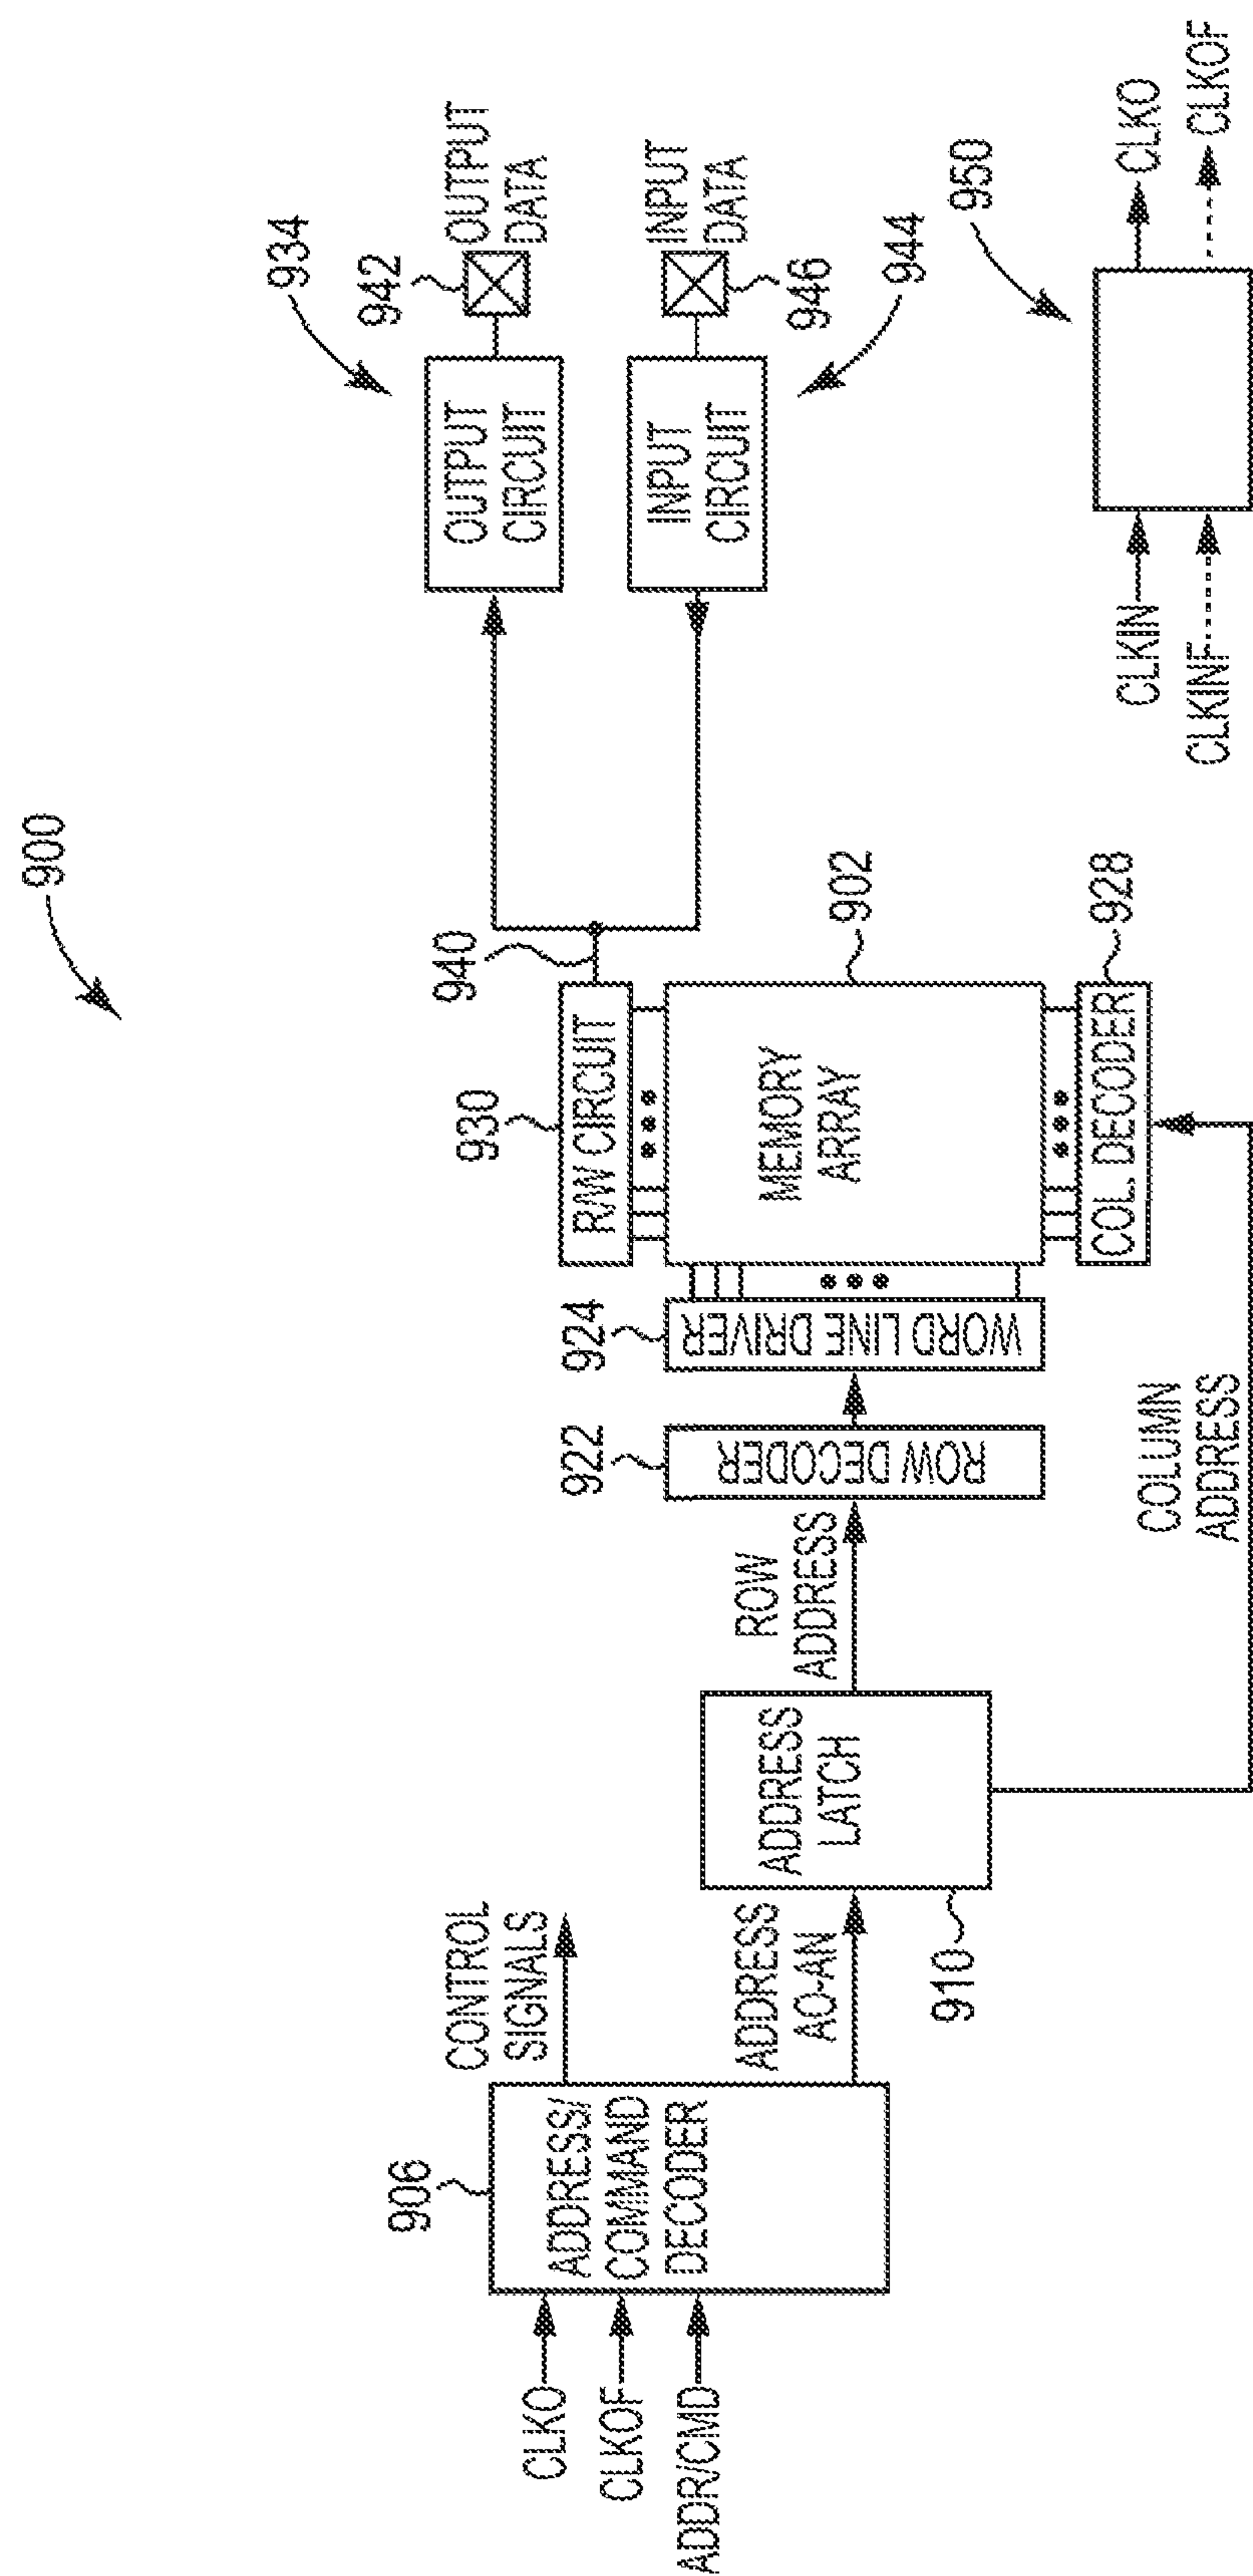 900
934
942
OUTPUT
DATA
OUTPUT
CIRCUIT
INPUT
DATA
946
944
INPUT
CIRCUIT
950
CLKIN
CLKINF
CLKO
CLKOF
940
930
R/W CIRCUIT
902
MEMORY
ARRAY
928
COL. DECODER
924
WORD LINE DRIVER
922
ROW DECODER
COLUMN
ADDRESS
ROW
ADDRESS
ADDRESS
LATCH
910
CONTROL
SIGNALS
ADDRESS
AO-AN
906
ADDRESS/
COMMAND
DECODER
CLKO
CLKOF
ADDR/CMD